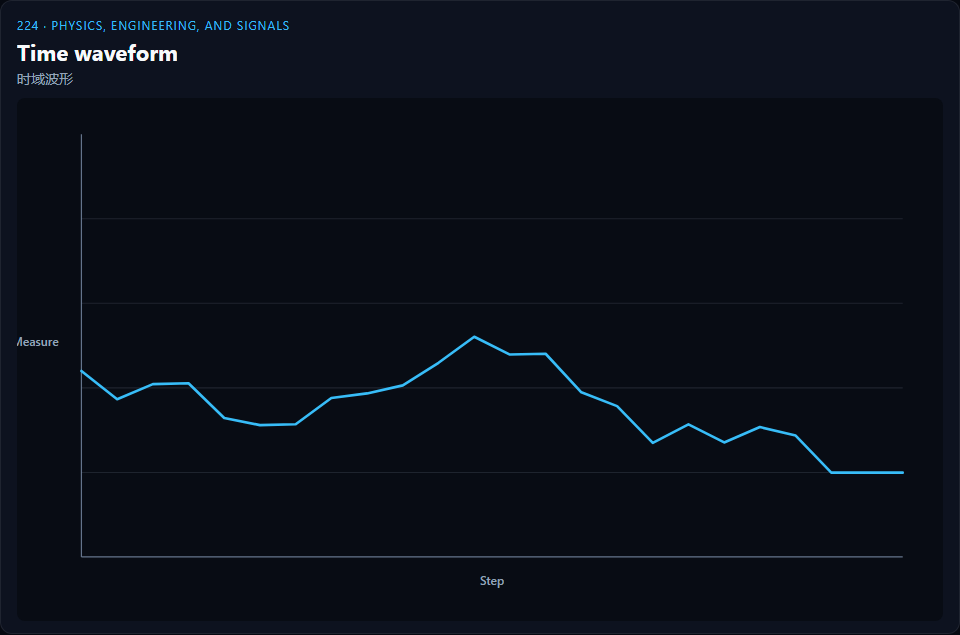 224 · PHYSICS, ENGINEERING, AND SIGNALS
Time waveform
时域波形
Measure
Step